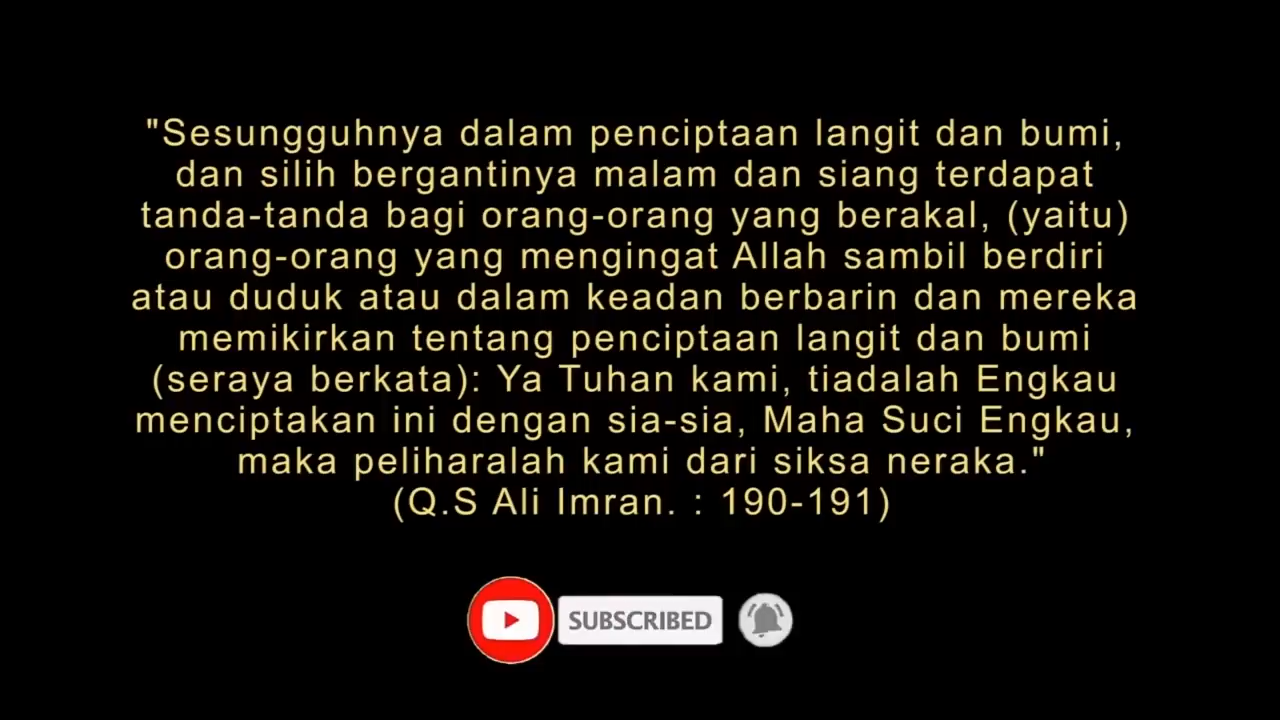 "Sesungguhnya dalam penciptaan langit dan bumi,
dan silih bergantinya malam dan siang terdapat
tanda-tanda bagi orang-orang yang berakal, (yaitu)
orang-orang yang mengingat Allah sambil berdiri
atau duduk atau dalam keadan berbarin dan mereka
memikirkan tentang penciptaan langit dan bumi
(seraya berkata): Ya Tuhan kami, tiadalah Engkau
menciptakan ini dengan sia-sia, Maha Suci Engkau,
maka peliharalah kami dari siksa neraka."
(Q.S Ali Imran. : 190-191)
SUBSCRIBED